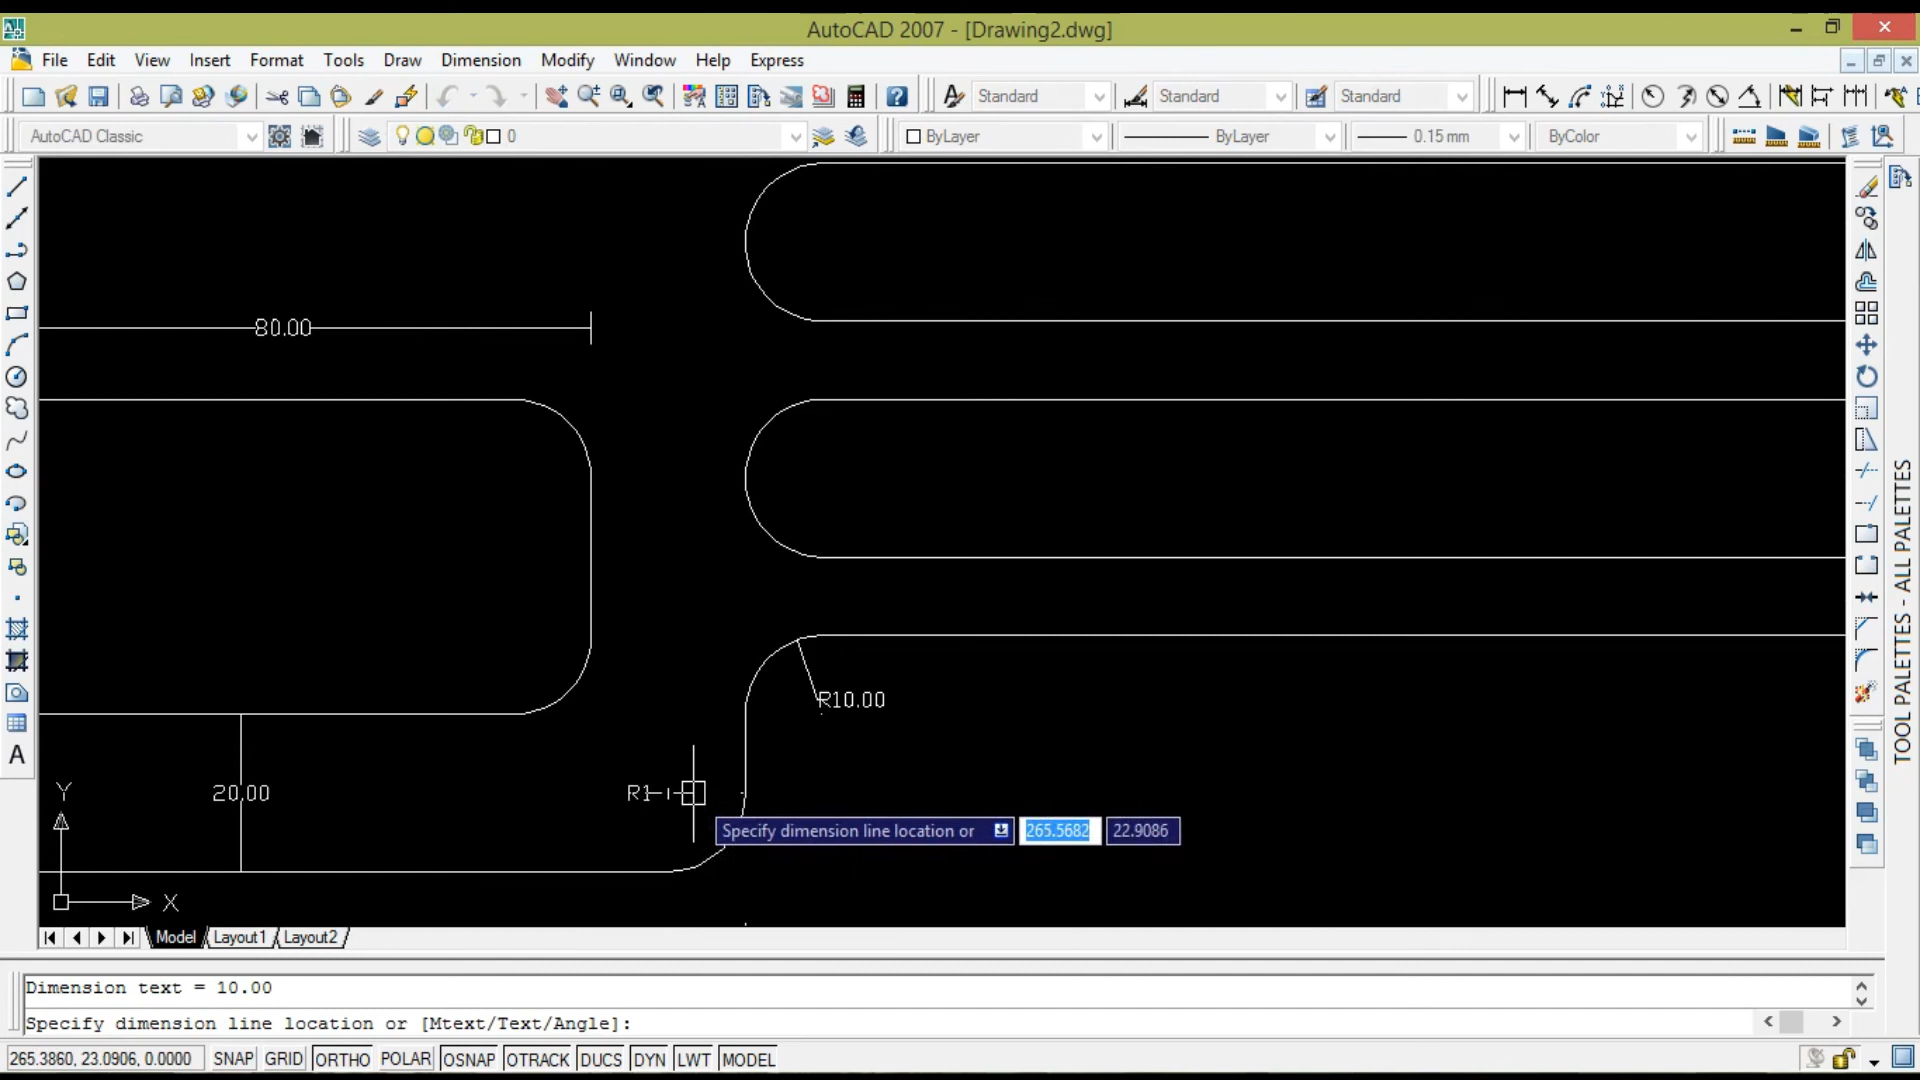 AutoCAD 2007 - [Drawing2.dwg]
File Edit View Insert Format Tools Draw Dimension Modify Window Help Express
Standard Standard Standard
AutoCAD Classic 0 ByLayer ByLayer 0.15 mm ByColor
80.00
R10.00
20.00
R1
Specify dimension line location or 265.5682 22.9086
Y
X
A
TOOL PALETTES - ALL PALETTES
Model Layout1 Layout2
Dimension text = 10.00
Specify dimension line location or [Mtext/Text/Angle]:
265.3860, 23.0906, 0.0000 SNAP GRID ORTHO POLAR OSNAP OTRACK DUCS DYN LWT MODEL